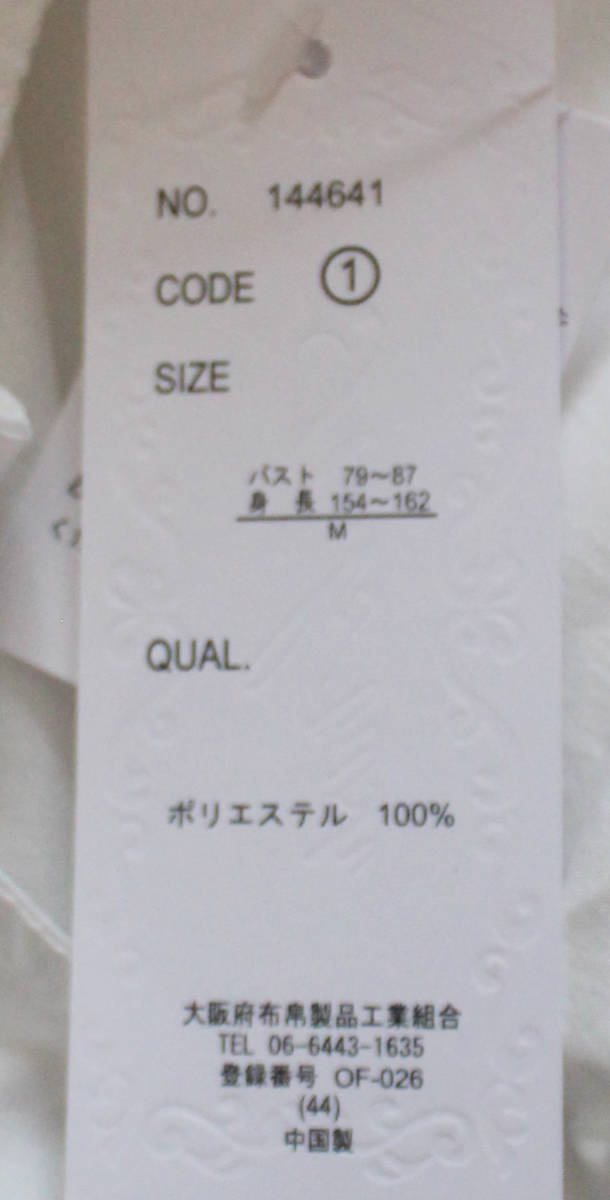 NO. 144641
CODE ①
SIZE
バスト 79～87
身 長 154～162
M
QUAL.
ポリエステル 100%
大阪府布帛製品工業組合
TEL 06-6443-1635
登録番号 OF-026
(44)
中国製